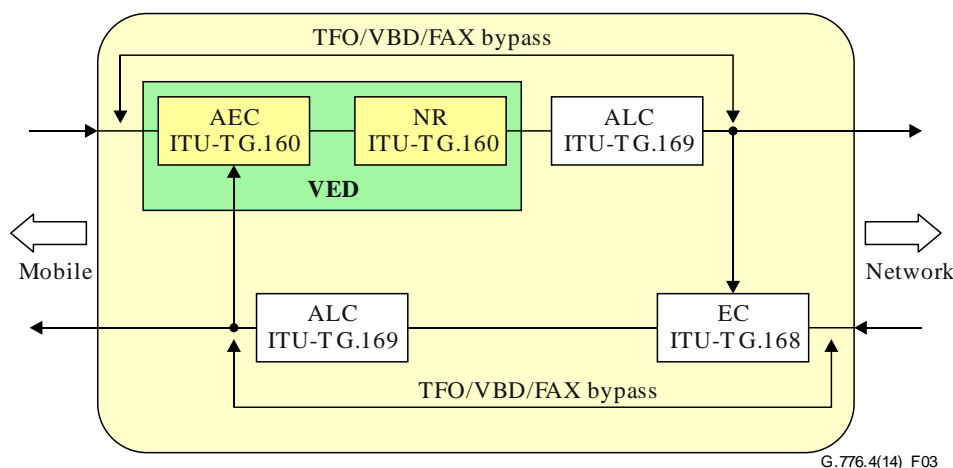 TFO/VBD/FAX bypass
AEC
ITU-T G.160
NR
ITU-T G.160
ALC
ITU-T G.169
VED
Mobile
Network
ALC
ITU-T G.169
EC
ITU-T G.168
TFO/VBD/FAX bypass
G.776.4(14)_F03